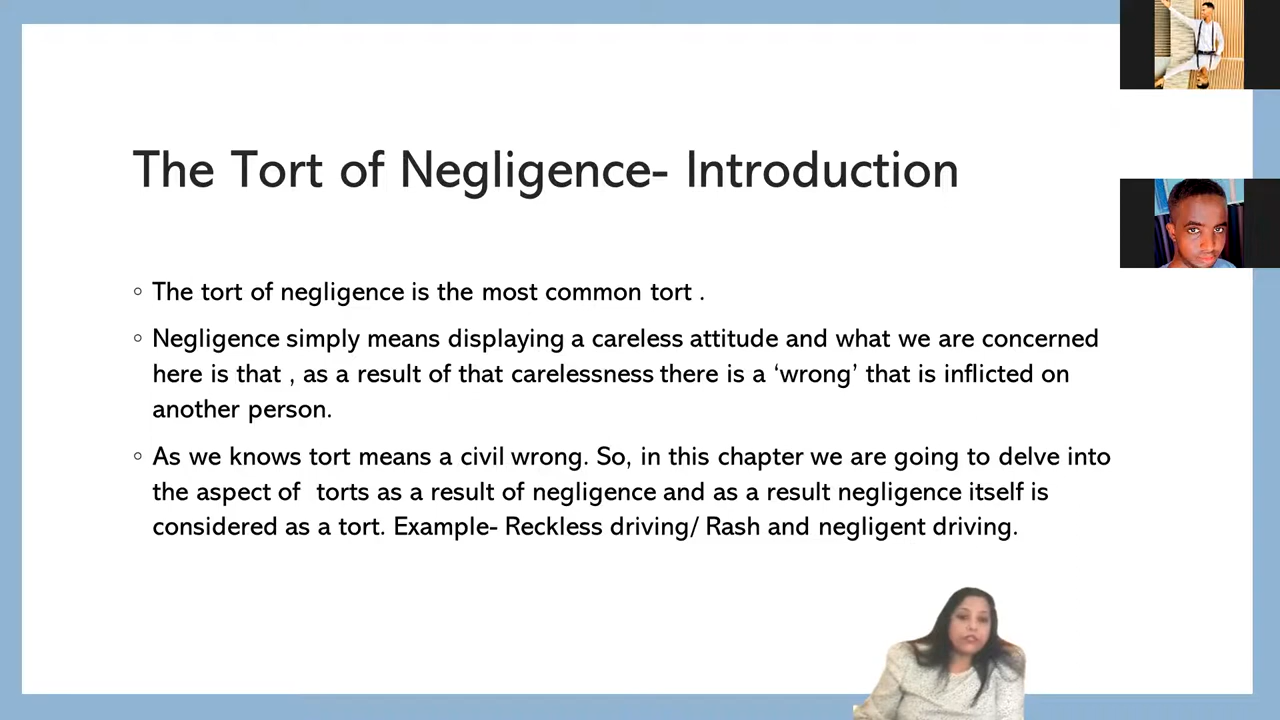 The Tort of Negligence- Introduction
◦ The tort of negligence is the most common tort .
◦ Negligence simply means displaying a careless attitude and what we are concerned
here is that , as a result of that carelessness there is a ‘wrong’ that is inflicted on
another person.
◦ As we knows tort means a civil wrong. So, in this chapter we are going to delve into
the aspect of  torts as a result of negligence and as a result negligence itself is
considered as a tort. Example- Reckless driving/ Rash and negligent driving.